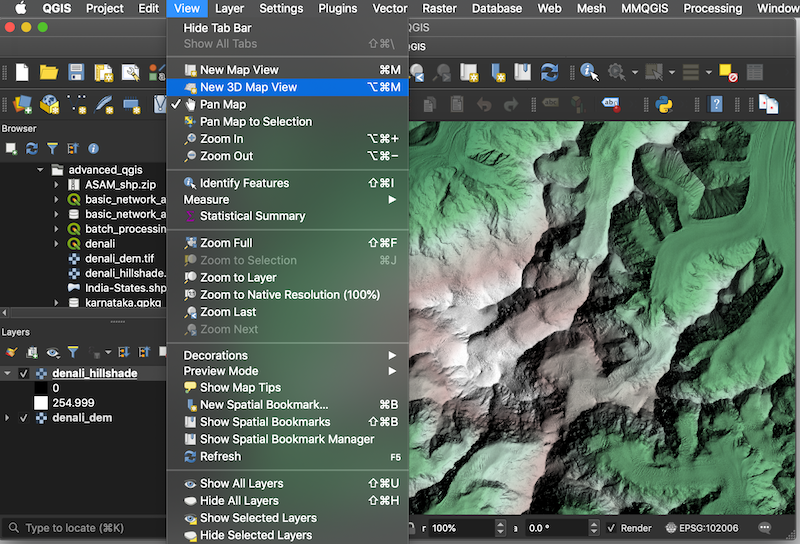 QGIS Project Edit View Layer Settings Plugins Vector Raster Database Web Mesh MMQGIS Processing Window
Hide Tab Bar
Show All Tabs ⇧⌘\
QGIS
New Map View ⌘M
New 3D Map View ⌥⌘M
Pan Map
Pan Map to Selection
Zoom In ⌥⌘+
Zoom Out ⌥⌘−
Identify Features ⇧⌘I
Measure
Statistical Summary
Zoom Full ⇧⌘F
Zoom to Selection ⌘J
Zoom to Layer
Zoom to Native Resolution (100%)
Zoom Last
Zoom Next
Decorations
Preview Mode
Show Map Tips
New Spatial Bookmark... ⌘B
Show Spatial Bookmarks ⇧⌘B
Show Spatial Bookmark Manager
Refresh F5
Show All Layers ⇧⌘U
Hide All Layers ⇧⌘H
Show Selected Layers
Hide Selected Layers
Browser
advanced_qgis
ASAM_shp.zip
basic_network_a
basic_network_a
batch_processing
denali
denali_dem.tif
denali_hillshade.
India-States.shp
karnataka.gpkg
Layers
denali_hillshade
0
254.999
denali_dem
Type to locate (⌘K)
r 100%
0.0 °
Render
EPSG:102006